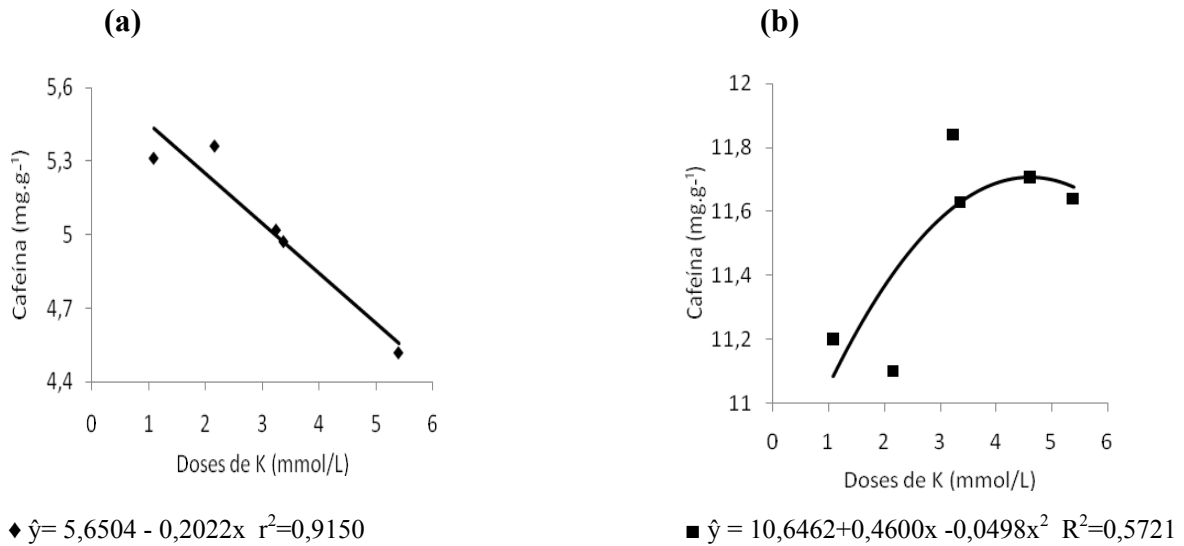 (a)
5,6
5,3
5
4,7
4,4
Cafeína (mg.g⁻¹)
0 1 2 3 4 5 6
Doses de K (mmol/L)
♦ ŷ= 5,6504 - 0,2022x r²=0,9150
(b)
12
11,8
11,6
11,4
11,2
11
Cafeína (mg.g⁻¹)
0 1 2 3 4 5 6
Doses de K (mmol/L)
■ ŷ = 10,6462+0,4600x -0,0498x² R²=0,5721